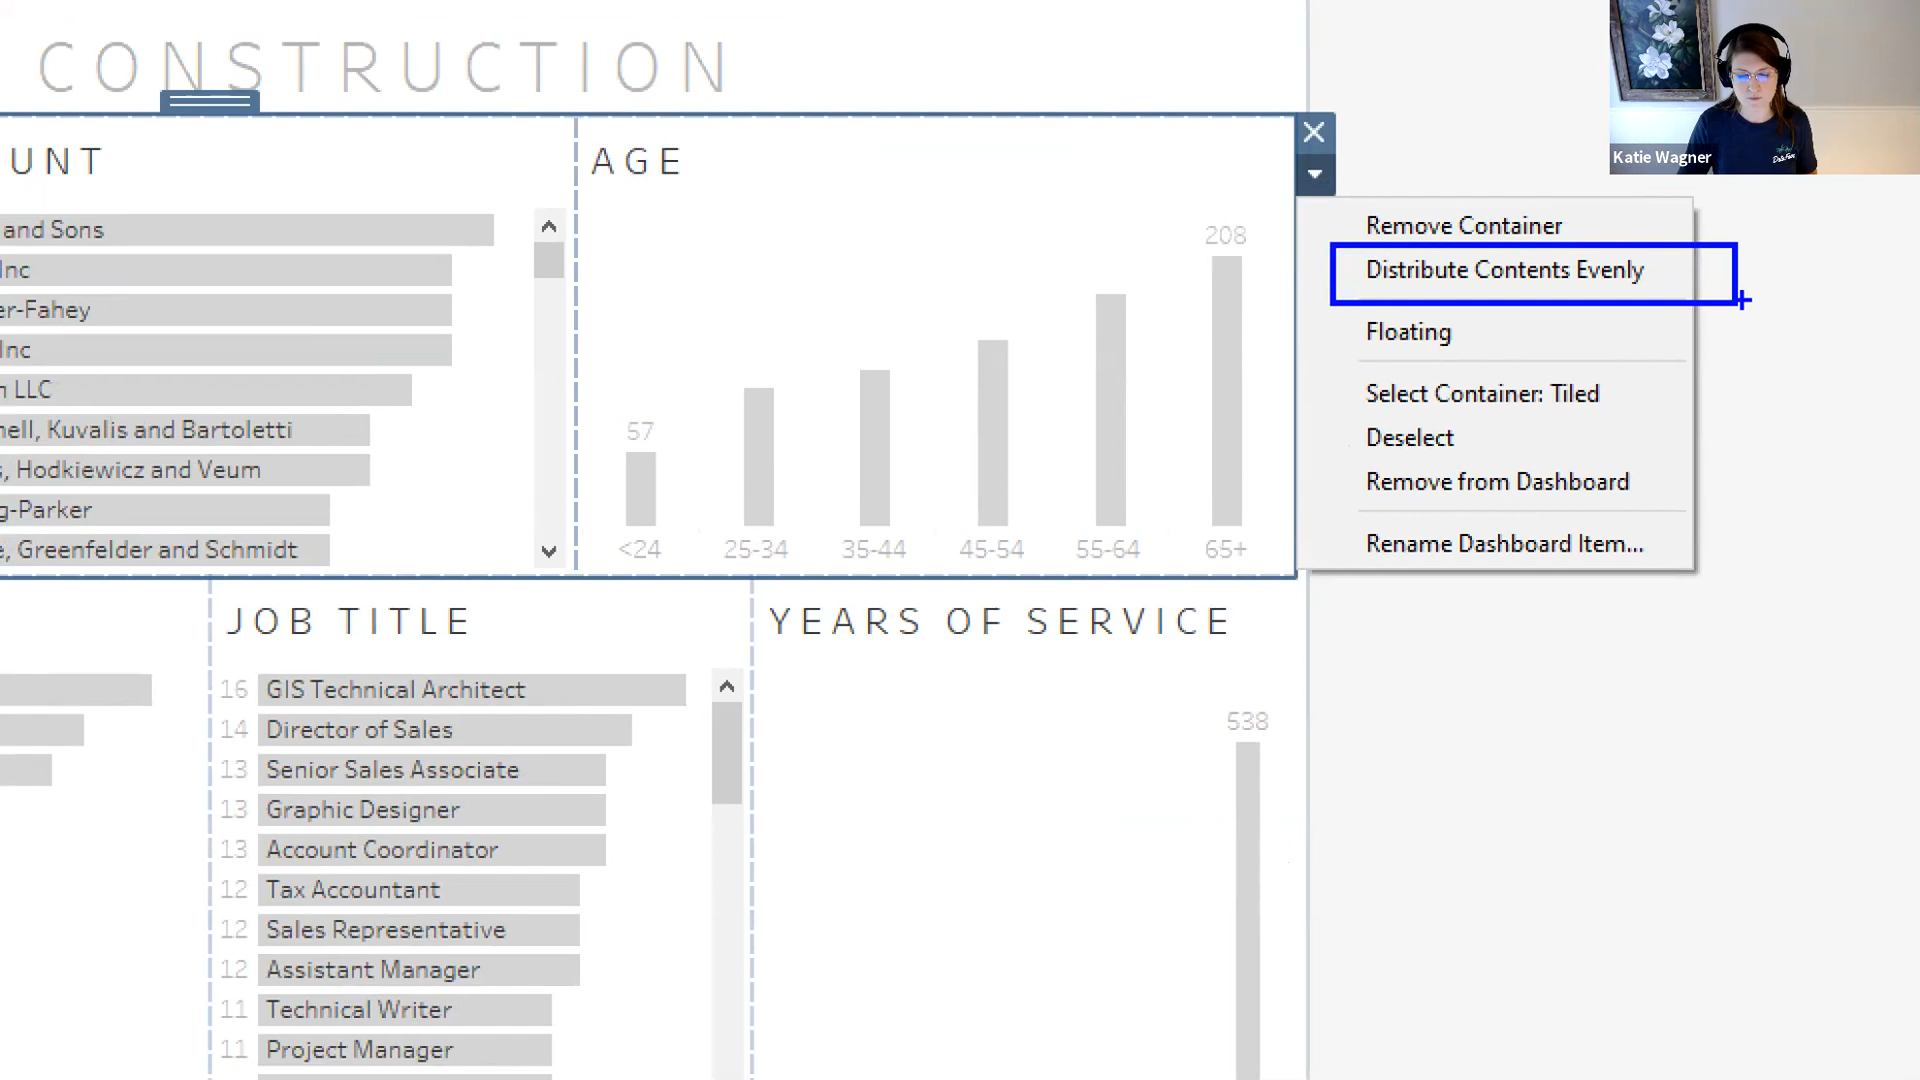 CONSTRUCTION
Katie Wagner
UNT
and Sons
Inc
er-Fahey
Inc
LLC
nell, Kuvalis and Bartoletti
, Hodkiewicz and Veum
g-Parker
e, Greenfelder and Schmidt
AGE
57
208
<24
25-34
35-44
45-54
55-64
65+
Remove Container
Distribute Contents Evenly
Floating
Select Container: Tiled
Deselect
Remove from Dashboard
Rename Dashboard Item...
JOB TITLE
16 GIS Technical Architect
14 Director of Sales
13 Senior Sales Associate
13 Graphic Designer
13 Account Coordinator
12 Tax Accountant
12 Sales Representative
12 Assistant Manager
11 Technical Writer
11 Project Manager
YEARS OF SERVICE
538